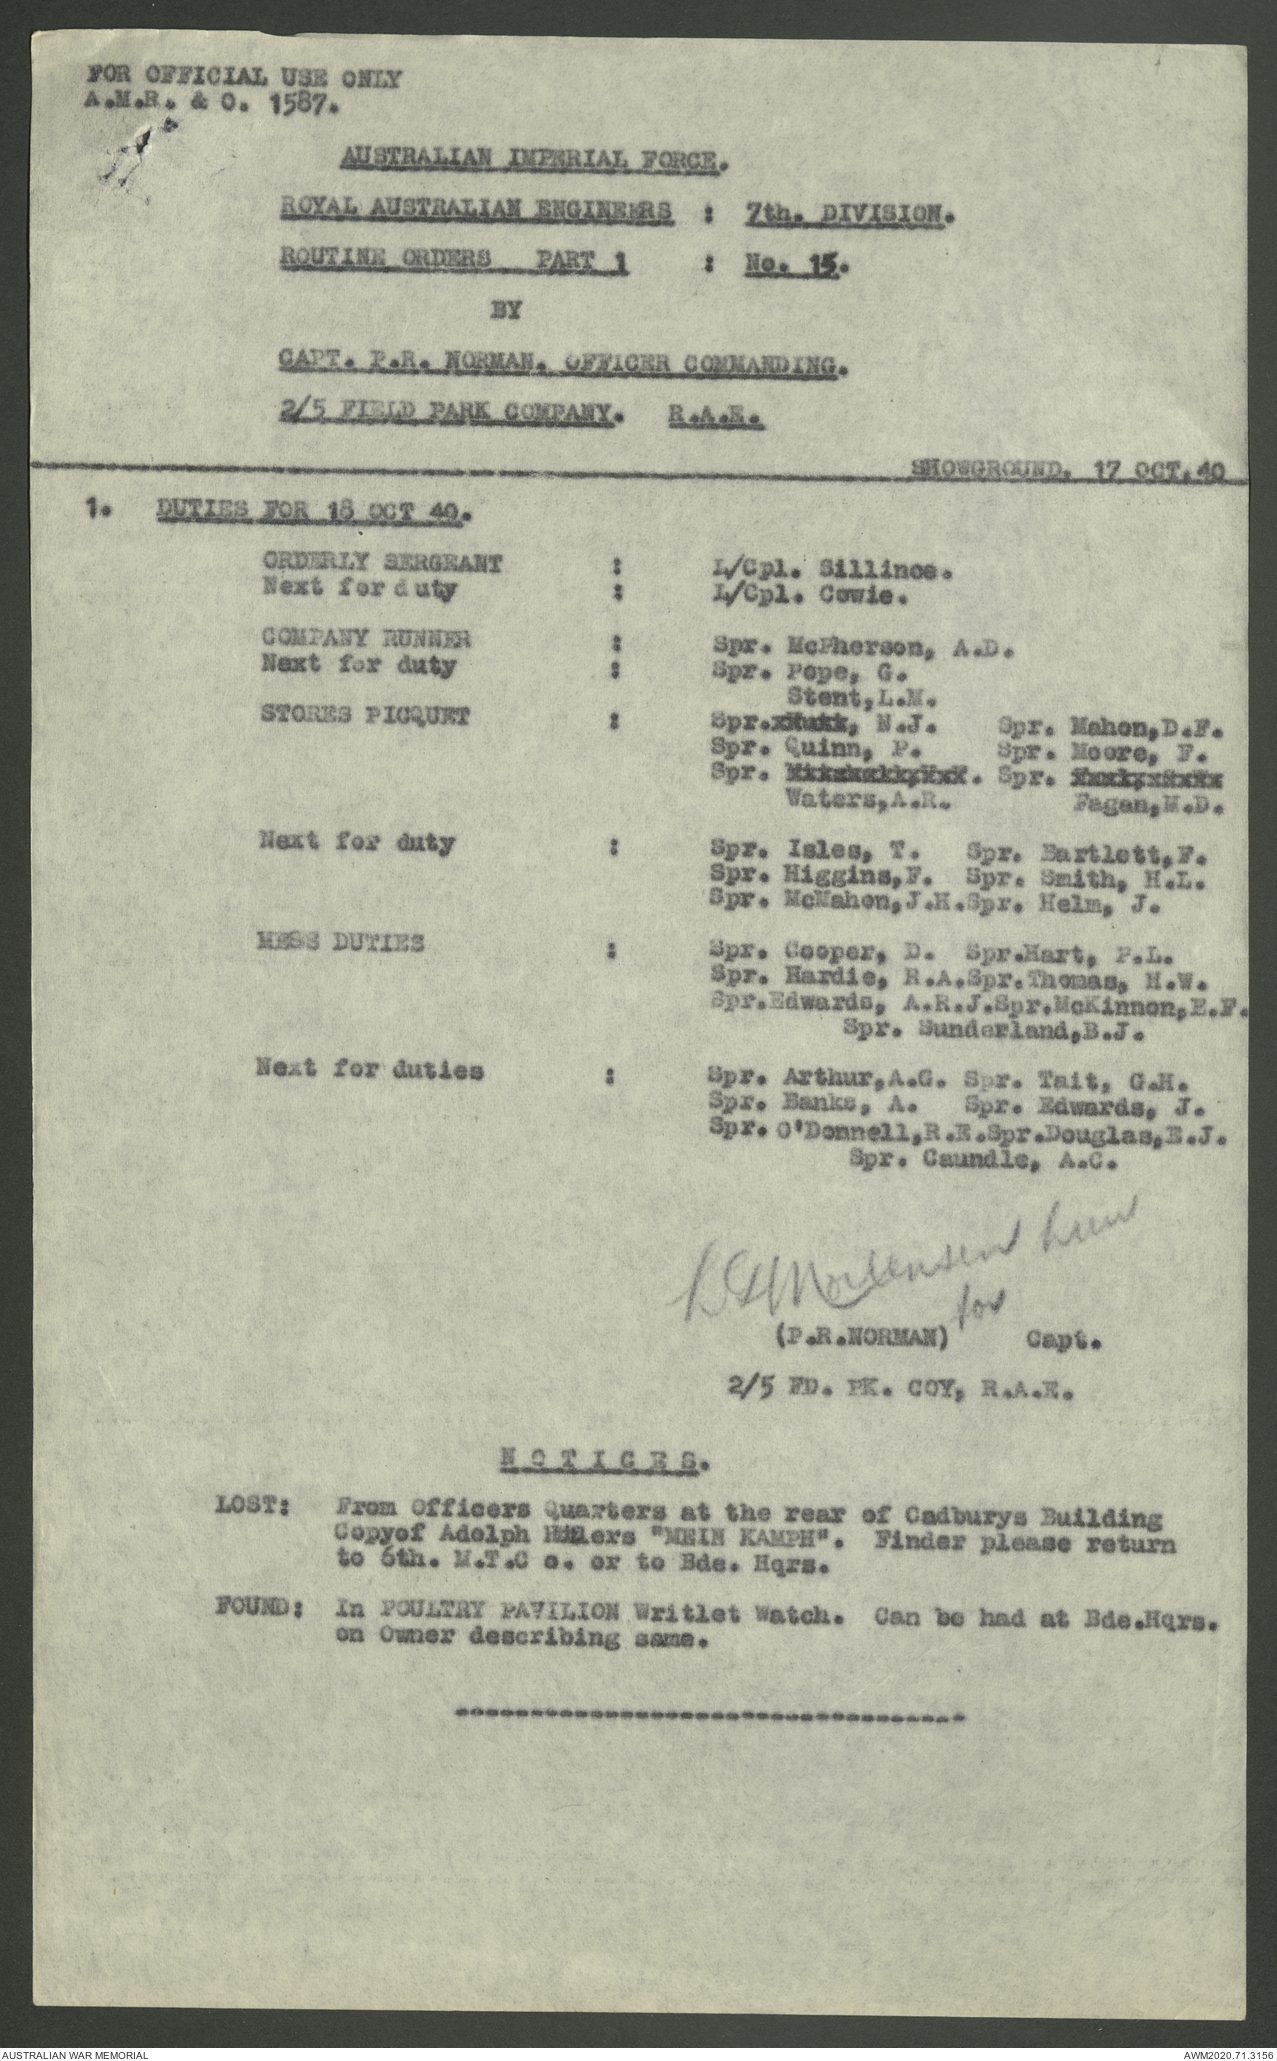 FOR OFFICIAL USE ONLY
A.M.R. & O. 1587.
AUSTRALIAN IMPERIAL FORCE.
ROYAL AUSTRALIAN ENGINEERS : 7th. DIVISION.
ROUTINE ORDERS PART 1 : No. 15.
BY
CAPT. P.R. NORMAN. OFFICER COMMANDING.
2/5 FIELD PARK COMPANY. R.A.E.
SHOWGROUND. 17 OCT.40
1. DUTIES FOR 18 OCT 40.
ORDERLY SERGEANT : L/Cpl. Sillince.
Next for duty : L/Cpl. Cowie.
COMPANY RUNNER : Spr. McPherson, A.D.
Next for duty : Spr. Pope, G.
Stent,L.M.
STORES PICQUET : Spr. , N.J. Spr. Mahon,D.F.
Spr. Quinn, P. Spr. Moore, F.
Spr. Spr.
Waters,A.R. Fagan,M.D.
Next for duty : Spr. Isles, T. Spr. Bartlett,F.
Spr. Higgins,F. Spr. Smith, H.L.
Spr. McMahon,J.H.Spr. Helm, J.
MESS DUTIES : Spr. Cooper, D. Spr.Hart, P.L.
Spr. Hardie, R.A.Spr.Thomas, H.W.
Spr.Edwards, A.R.J.Spr.McKinnon,E.F.
Spr. Sunderland,B.J.
Next for duties : Spr. Arthur,A.G. Spr. Tait, G.H.
Spr. Banks, A. Spr. Edwards, J.
Spr. O'Donnell,R.E.Spr.Douglas,E.J.
Spr. Caundle, A.C.
Mortensen Lieut
for
(P.R.NORMAN) Capt.
2/5 FD. PK. COY, R.A.E.
NOTICES.
LOST: From Officers Quarters at the rear of Cadburys Building
Copyof Adolph Hitlers "MEIN KAMPH". Finder please return
to 6th. M.T.C o. or to Bde. Hqrs.
FOUND: In POULTRY PAVILION Writlet Watch. Can be had at Bde.Hqrs.
on Owner describing same.
----------------------------------
AUSTRALIAN WAR MEMORIAL AWM2020.71.3156